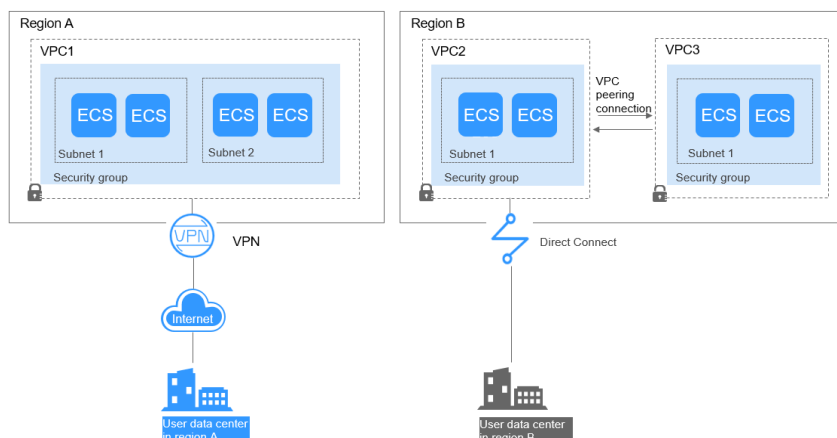 Region A
VPC1
ECS ECS ECS ECS
Subnet 1
Subnet 2
Security group
VPN
VPN
Internet
User data center
in region A
Region B
VPC2
ECS ECS
Subnet 1
Security group
VPC
peering
connection
VPC3
ECS ECS
Subnet 1
Security group
Direct Connect
User data center
in region B